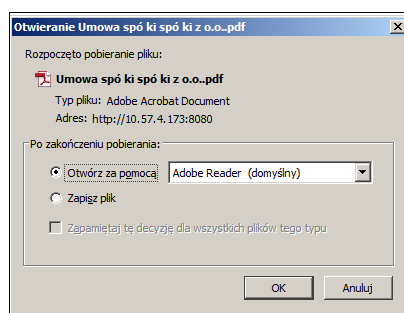 Otwieranie Umowa spó ki spó ki z o.o..pdf
Rozpoczęto pobieranie pliku:
Umowa spó ki spó ki z o.o..pdf
Typ pliku: Adobe Acrobat Document
Adres: http://10.57.4.173:8080
Po zakończeniu pobierania:
Otwórz za pomocą Adobe Reader (domyślny)
Zapisz plik
Zapamiętaj tę decyzję dla wszystkich plików tego typu
OK Anuluj